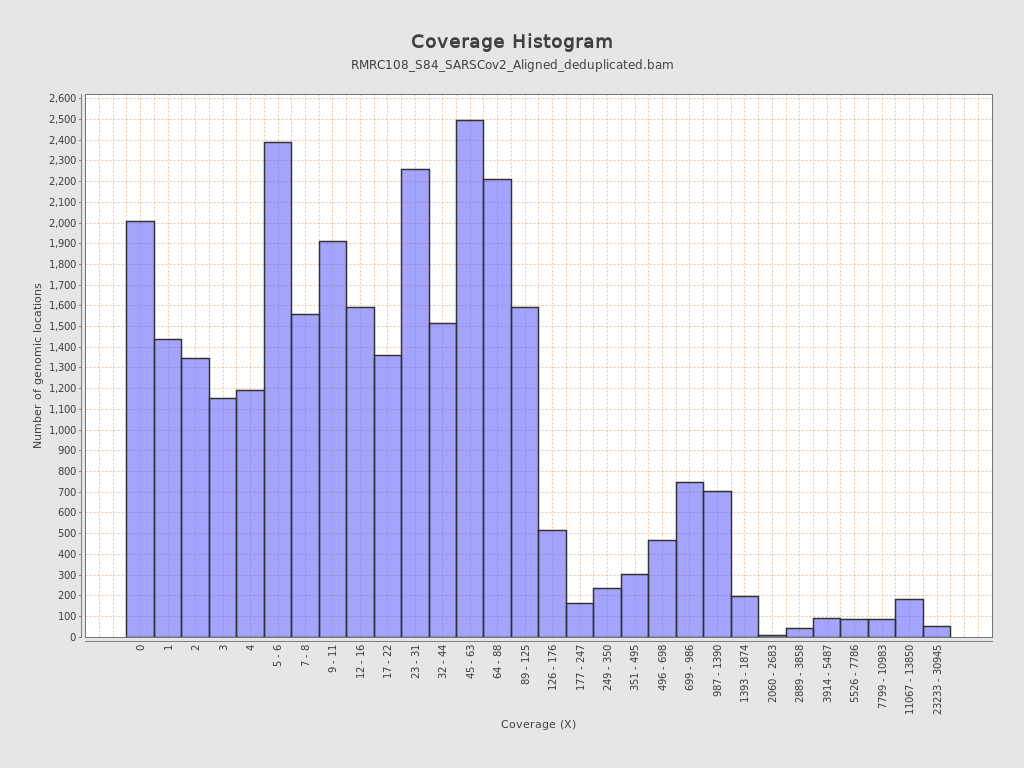 Coverage Histogram
RMRC108_S84_SARSCov2_Aligned_deduplicated.bam
Number of genomic locations
2,600
2,500
2,400
2,300
2,200
2,100
2,000
1,900
1,800
1,700
1,600
1,500
1,400
1,300
1,200
1,100
1,000
900
800
700
600
500
400
300
200
100
0
0
1
2
3
4
5 - 6
7 - 8
9 - 11
12 - 16
17 - 22
23 - 31
32 - 44
45 - 63
64 - 88
89 - 125
126 - 176
177 - 247
249 - 350
351 - 495
496 - 698
699 - 986
987 - 1390
1393 - 1874
2060 - 2683
2889 - 3858
3914 - 5487
5526 - 7786
7799 - 10983
11067 - 13850
23233 - 30945
Coverage (X)